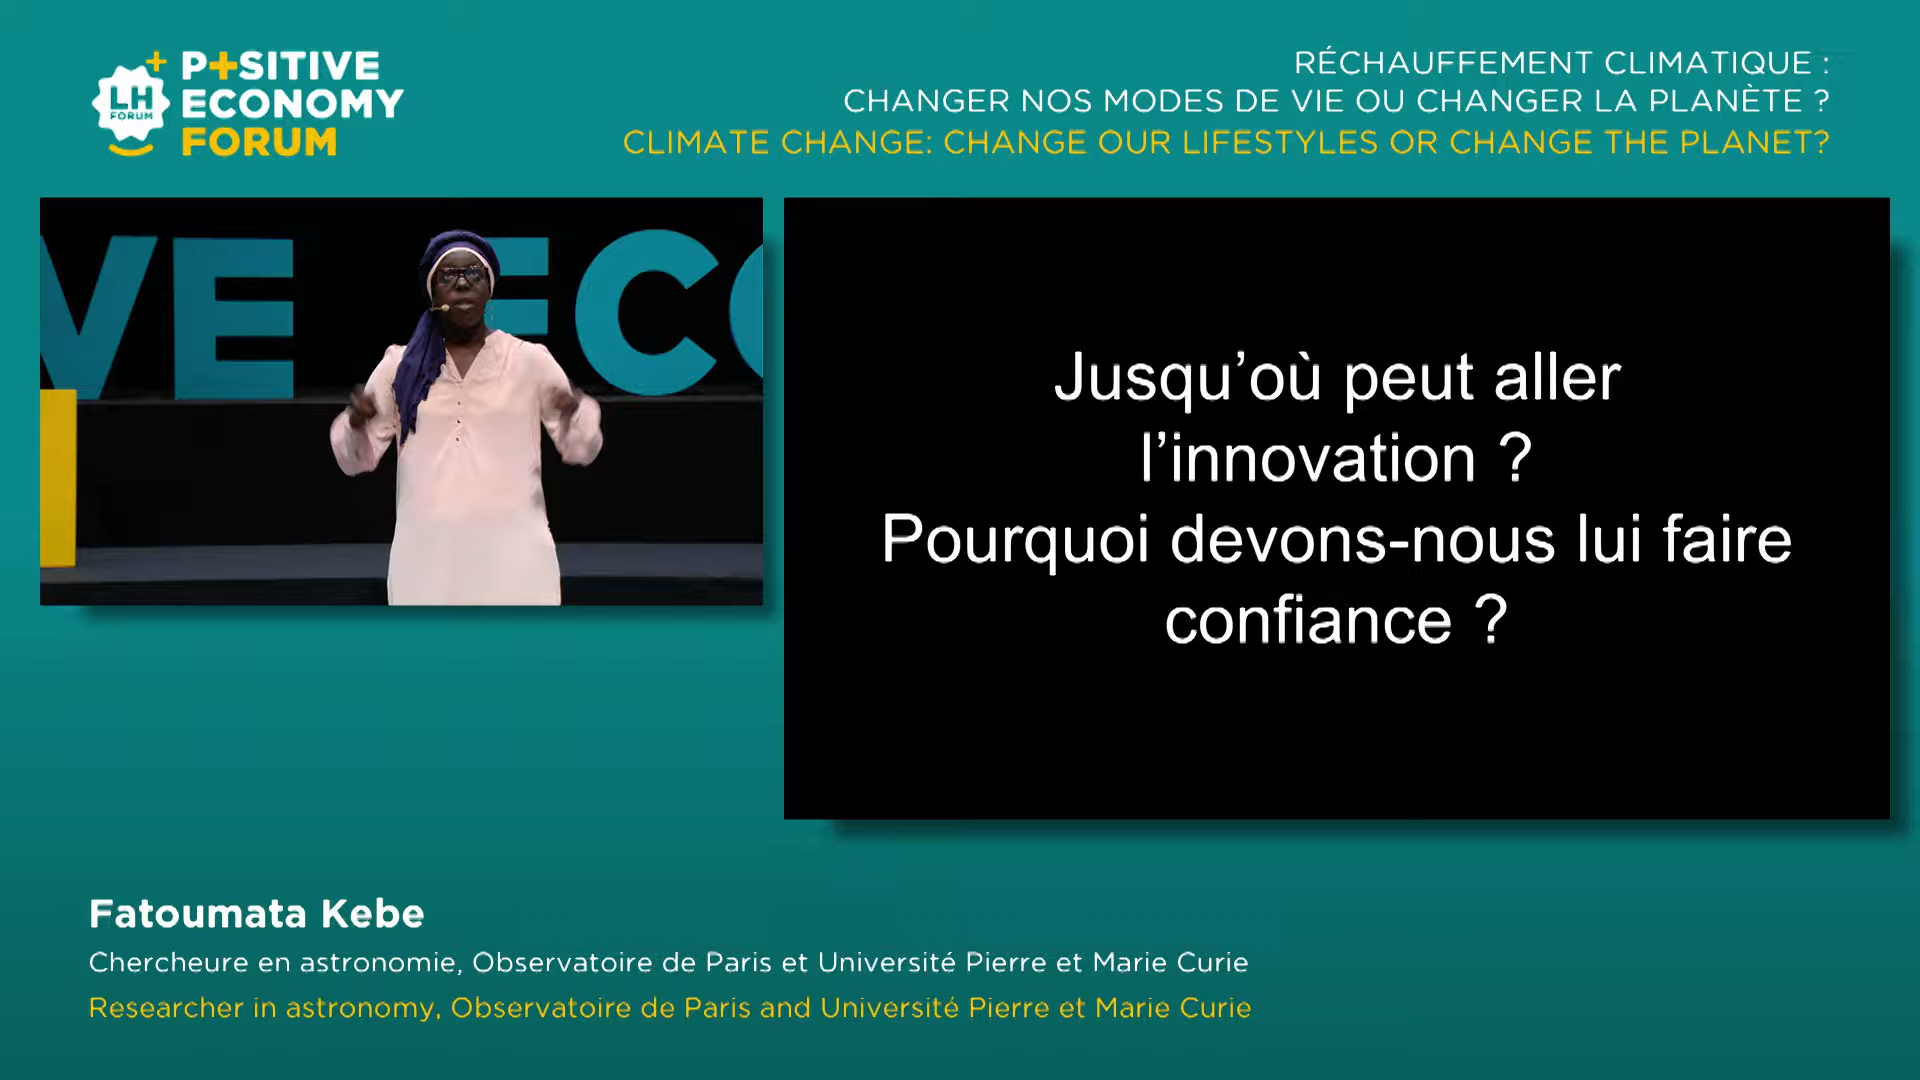 P+SITIVE
ECONOMY
FORUM
LH
FORUM
RÉCHAUFFEMENT CLIMATIQUE :
CHANGER NOS MODES DE VIE OU CHANGER LA PLANÈTE ?
CLIMATE CHANGE: CHANGE OUR LIFESTYLES OR CHANGE THE PLANET?
VE ECO
Jusqu’où peut aller
l’innovation ?
Pourquoi devons-nous lui faire
confiance ?
Fatoumata Kebe
Chercheure en astronomie, Observatoire de Paris et Université Pierre et Marie Curie
Researcher in astronomy, Observatoire de Paris and Université Pierre et Marie Curie